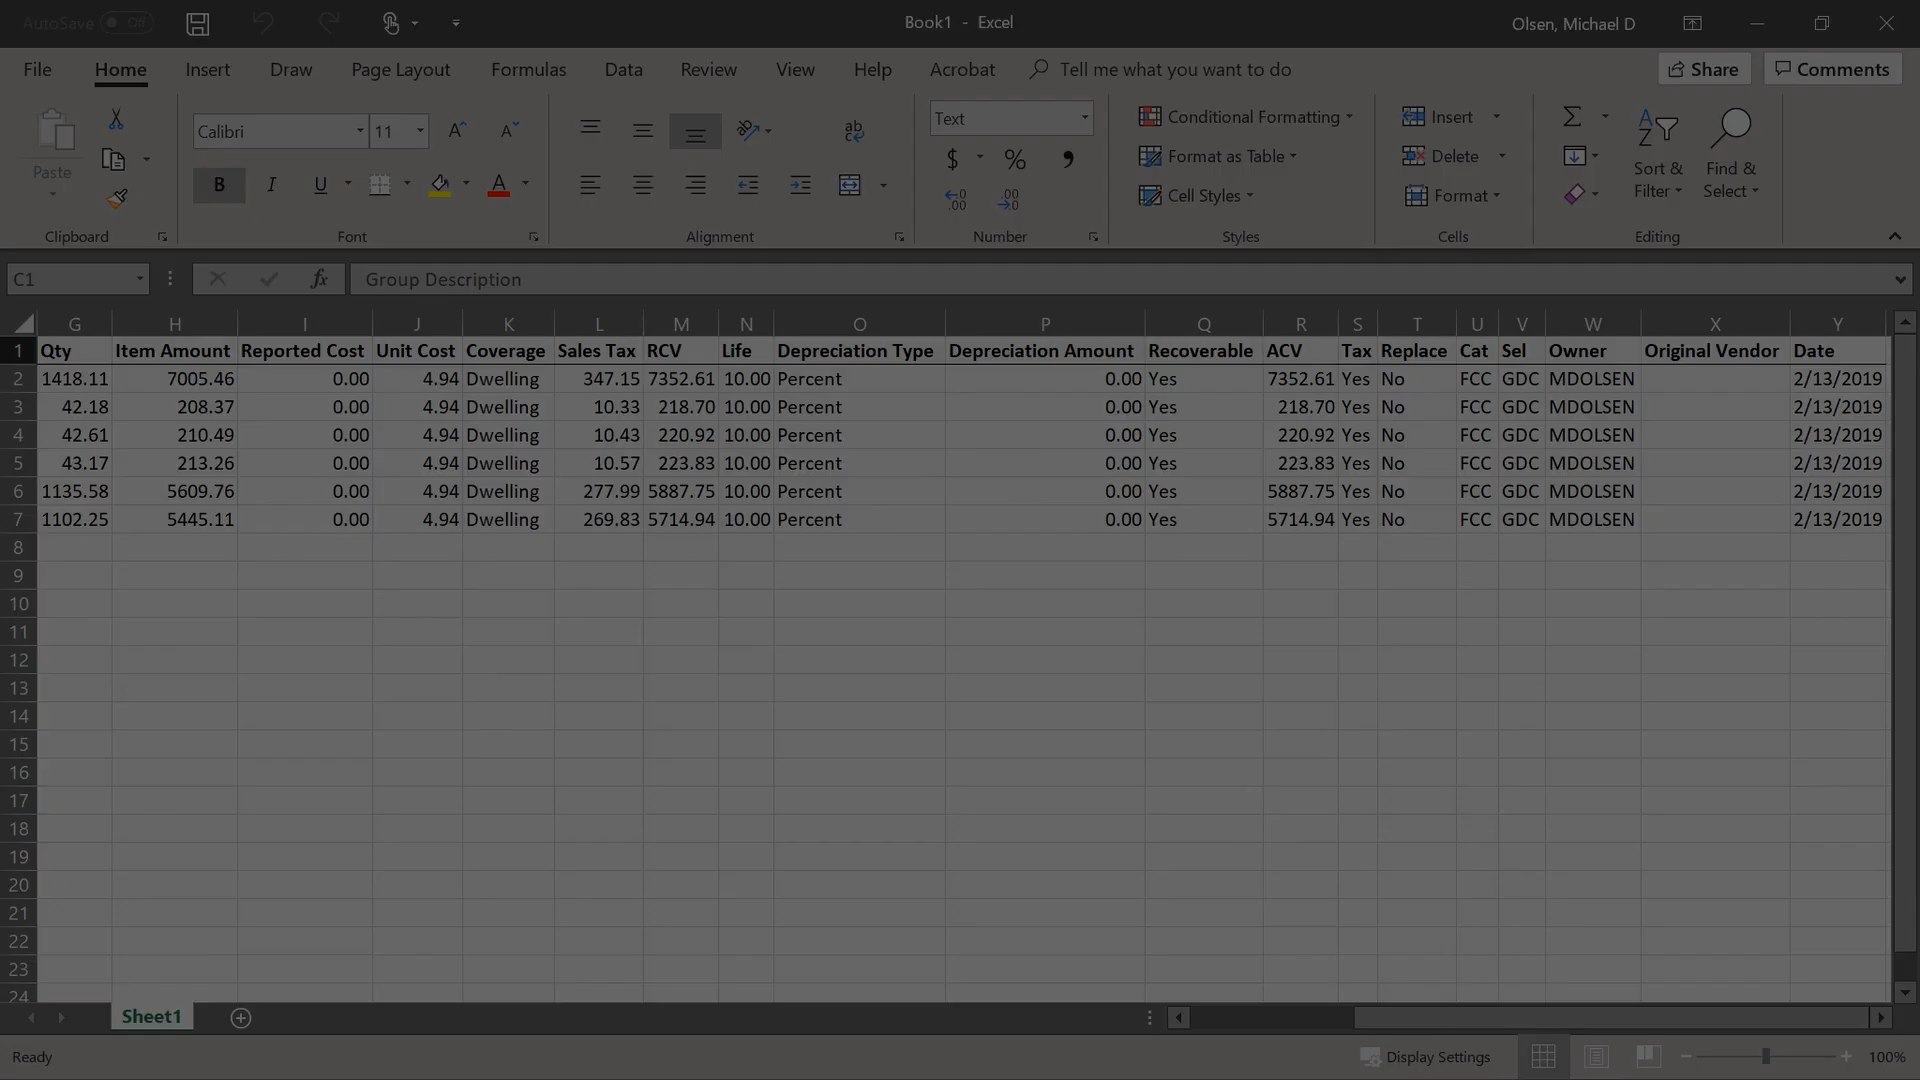 AutoSave Off Book1 - Excel Olsen, Michael D
File Home Insert Draw Page Layout Formulas Data Review View Help Acrobat Tell me what you want to do Share Comments
Paste
Clipboard
Calibri 11
B I U A
Font
ab
Alignment
Text
$ % ,
Number
Conditional Formatting
Format as Table
Cell Styles
Styles
Insert
Delete
Format
Cells
Sort & Filter
Find & Select
Editing
C1 fx Group Description
G H I J K L M N O P Q R S T U V W X Y
1 Qty Item Amount Reported Cost Unit Cost Coverage Sales Tax RCV Life Depreciation Type Depreciation Amount Recoverable ACV Tax Replace Cat Sel Owner Original Vendor Date
2 1418.11 7005.46 0.00 4.94 Dwelling 347.15 7352.61 10.00 Percent 0.00 Yes 7352.61 Yes No FCC GDC MDOLSEN 2/13/2019
3 42.18 208.37 0.00 4.94 Dwelling 10.33 218.70 10.00 Percent 0.00 Yes 218.70 Yes No FCC GDC MDOLSEN 2/13/2019
4 42.61 210.49 0.00 4.94 Dwelling 10.43 220.92 10.00 Percent 0.00 Yes 220.92 Yes No FCC GDC MDOLSEN 2/13/2019
5 43.17 213.26 0.00 4.94 Dwelling 10.57 223.83 10.00 Percent 0.00 Yes 223.83 Yes No FCC GDC MDOLSEN 2/13/2019
6 1135.58 5609.76 0.00 4.94 Dwelling 277.99 5887.75 10.00 Percent 0.00 Yes 5887.75 Yes No FCC GDC MDOLSEN 2/13/2019
7 1102.25 5445.11 0.00 4.94 Dwelling 269.83 5714.94 10.00 Percent 0.00 Yes 5714.94 Yes No FCC GDC MDOLSEN 2/13/2019
8
9
10
11
12
13
14
15
16
17
18
19
20
21
22
23
24
Sheet1
Ready Display Settings 100%